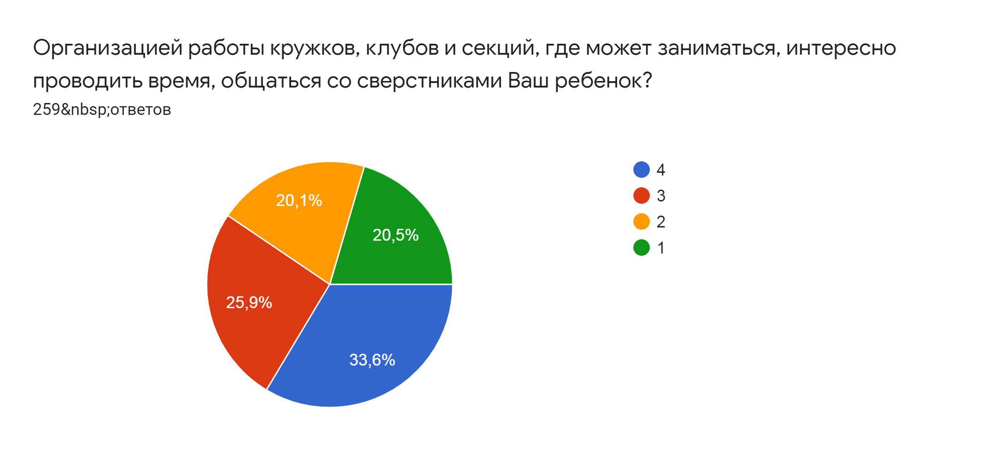 Организацией работы кружков, клубов и секций, где может заниматься, интересно
проводить время, общаться со сверстниками Ваш ребенок?
259&nbsp;ответов
4
3
2
1
20,1%
20,5%
25,9%
33,6%